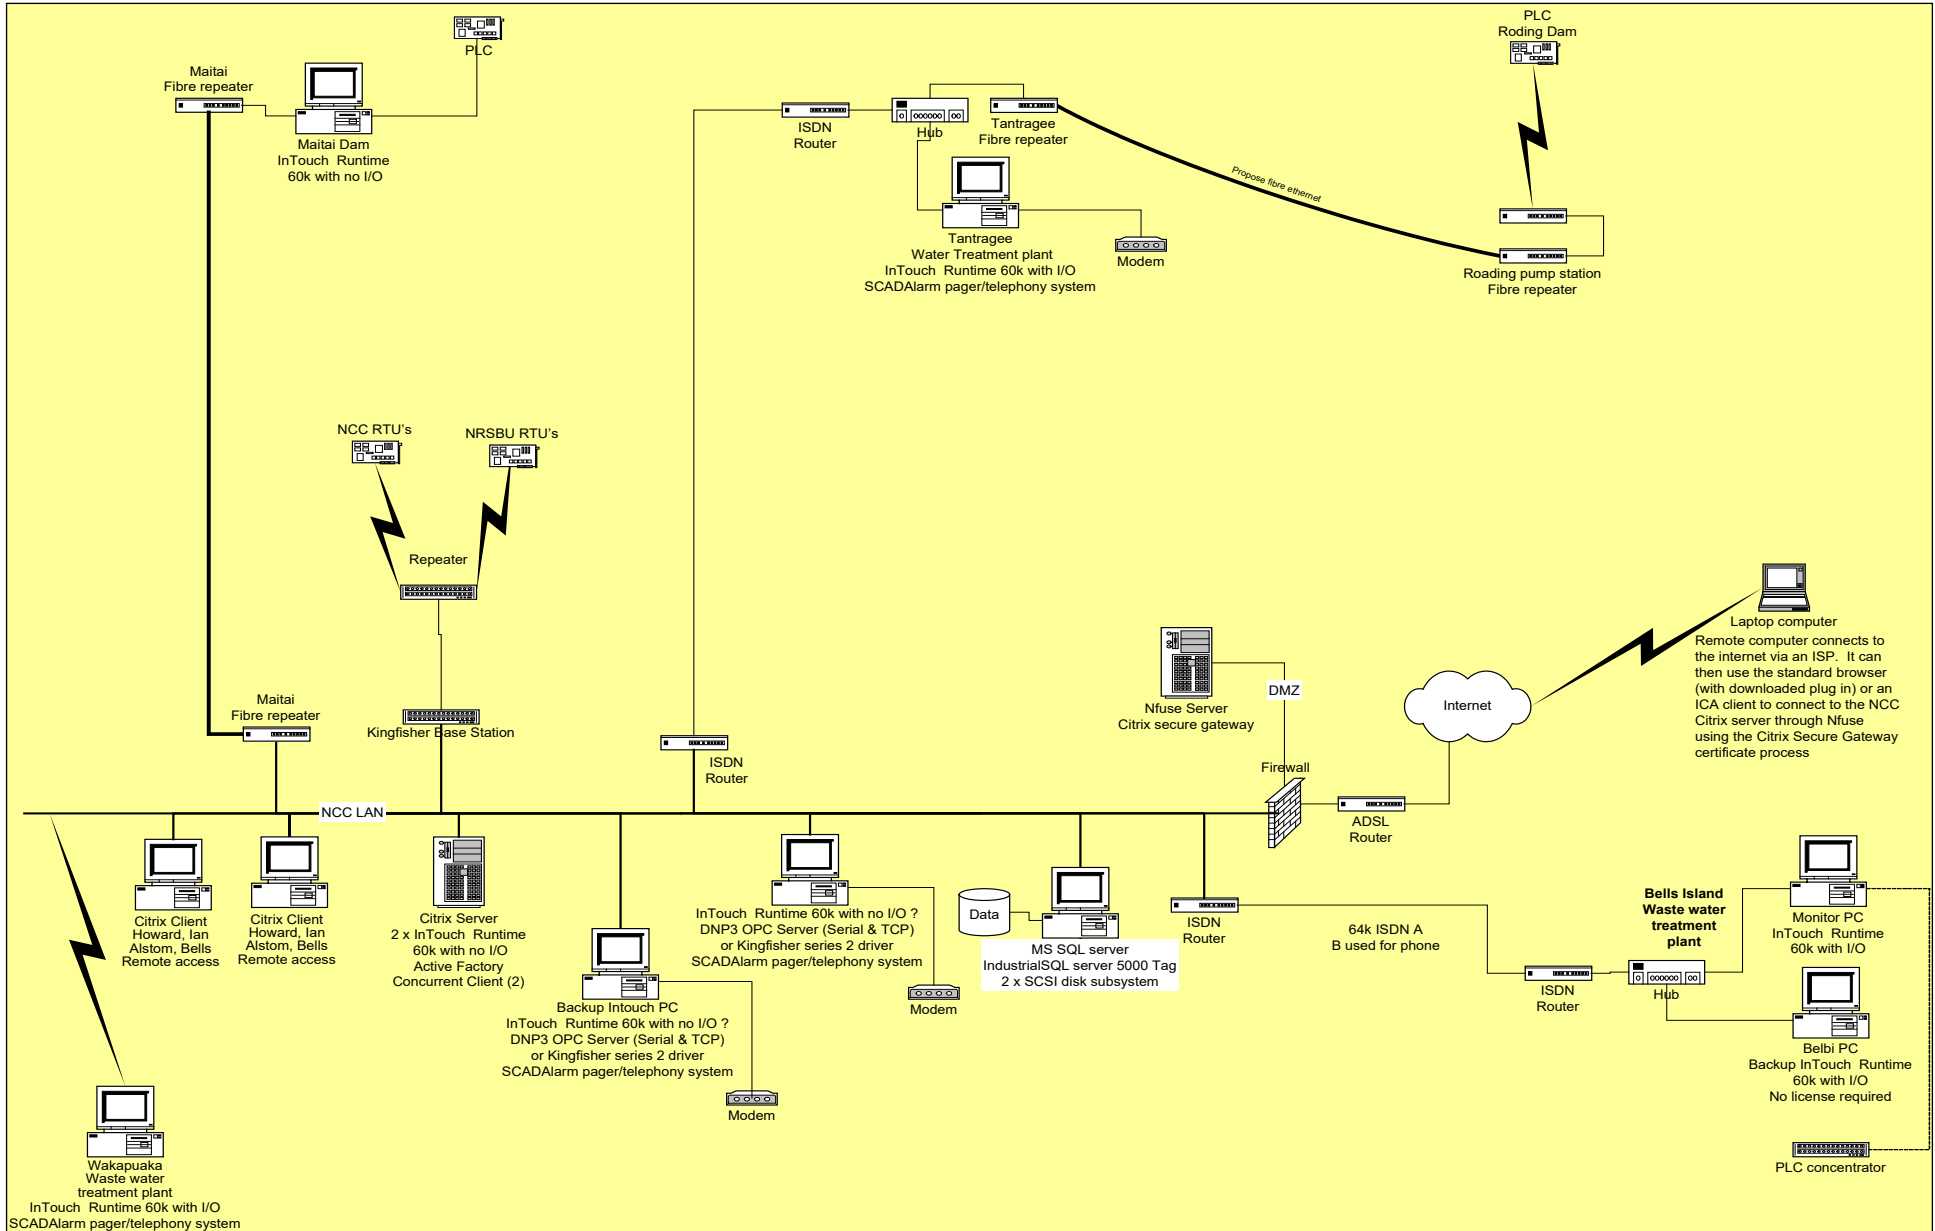 PLC
Maitai
Fibre repeater
Maitai Dam
InTouch Runtime
60k with no I/O
ISDN
Router
Hub
Tantragee
Fibre repeater
Propose fibre ethernet
Tantragee
Water Treatment plant
InTouch Runtime 60k with I/O
SCADAlarm pager/telephony system
Modem
PLC
Roding Dam
Roading pump station
Fibre repeater
NCC RTU's
NRSBU RTU's
Repeater
Maitai
Fibre repeater
Kingfisher Base Station
ISDN
Router
Nfuse Server
Citrix secure gateway
DMZ
Firewall
Internet
ADSL
Router
Laptop computer
Remote computer connects to
the internet via an ISP. It can
then use the standard browser
(with downloaded plug in) or an
ICA client to connect to the NCC
Citrix server through Nfuse
using the Citrix Secure Gateway
certificate process
NCC LAN
Citrix Client
Howard, Ian
Alstom, Bells
Remote access
Citrix Client
Howard, Ian
Alstom, Bells
Remote access
Citrix Server
2 x InTouch Runtime
60k with no I/O
Active Factory
Concurrent Client (2)
Backup Intouch PC
InTouch Runtime 60k with no I/O ?
DNP3 OPC Server (Serial & TCP)
or Kingfisher series 2 driver
SCADAlarm pager/telephony system
Modem
InTouch Runtime 60k with no I/O ?
DNP3 OPC Server (Serial & TCP)
or Kingfisher series 2 driver
SCADAlarm pager/telephony system
Modem
Data
MS SQL server
IndustrialSQL server 5000 Tag
2 x SCSI disk subsystem
ISDN
Router
64k ISDN A
B used for phone
ISDN
Router
Bells Island
Waste water
treatment
plant
Hub
Monitor PC
InTouch Runtime
60k with I/O
Belbi PC
Backup InTouch Runtime
60k with I/O
No license required
PLC concentrator
Wakapuaka
Waste water
treatment plant
InTouch Runtime 60k with I/O
SCADAlarm pager/telephony system